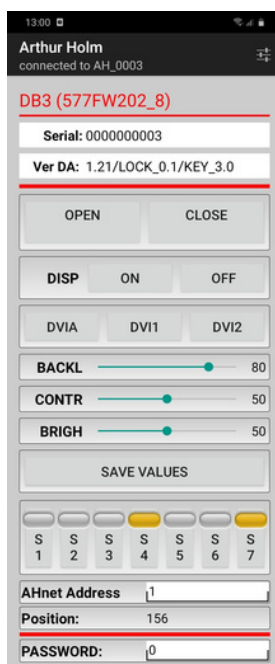 13:00
Arthur Holm
connected to AH_0003
DB3 (577FW202_8)
Serial: 0000000003
Ver DA: 1.21/LOCK_0.1/KEY_3.0
OPEN CLOSE
DISP ON OFF
DVIA DVI1 DVI2
BACKL 80
CONTR 50
BRIGH 50
SAVE VALUES
S S S S S S S
1 2 3 4 5 6 7
AHnet Address 1
Position: 156
PASSWORD: 0